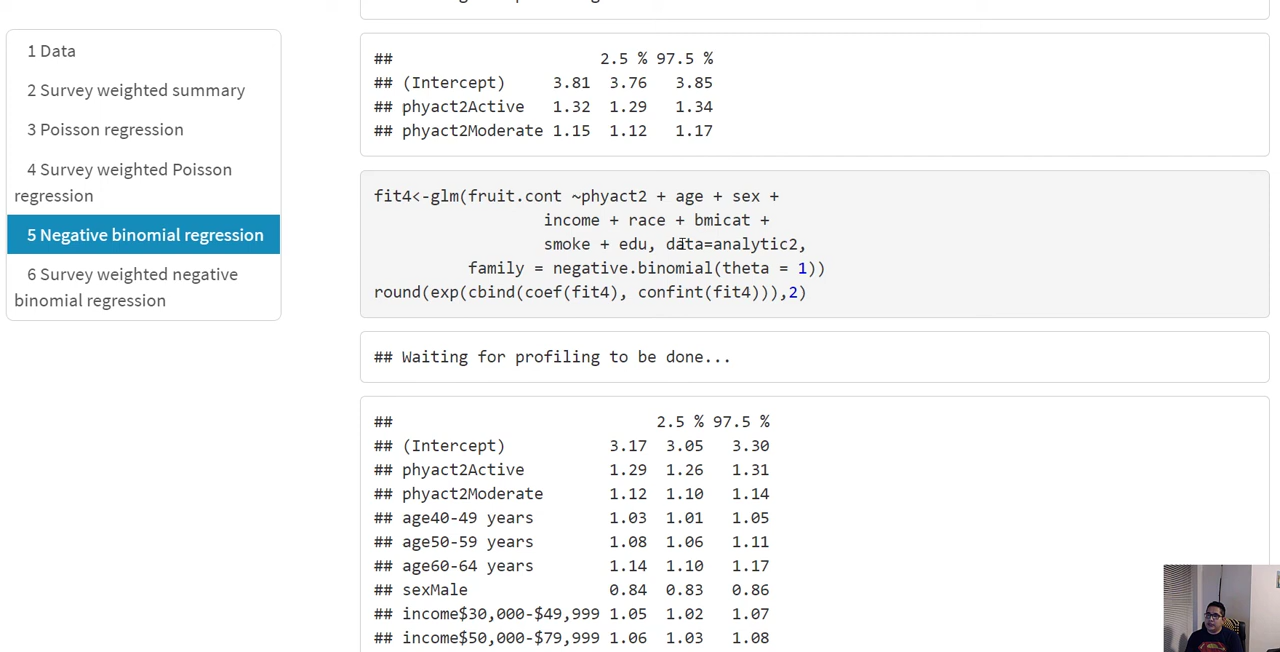 1 Data
2 Survey weighted summary
3 Poisson regression
4 Survey weighted Poisson
regression
5 Negative binomial regression
6 Survey weighted negative
binomial regression
## 2.5 % 97.5 %
## (Intercept) 3.81 3.76 3.85
## phyact2Active 1.32 1.29 1.34
## phyact2Moderate 1.15 1.12 1.17
fit4<-glm(fruit.cont ~phyact2 + age + sex +
income + race + bmicat +
smoke + edu, data=analytic2,
family = negative.binomial(theta = 1))
round(exp(cbind(coef(fit4), confint(fit4))),2)
## Waiting for profiling to be done...
## 2.5 % 97.5 %
## (Intercept) 3.17 3.05 3.30
## phyact2Active 1.29 1.26 1.31
## phyact2Moderate 1.12 1.10 1.14
## age40-49 years 1.03 1.01 1.05
## age50-59 years 1.08 1.06 1.11
## age60-64 years 1.14 1.10 1.17
## sexMale 0.84 0.83 0.86
## income$30,000-$49,999 1.05 1.02 1.07
## income$50,000-$79,999 1.06 1.03 1.08